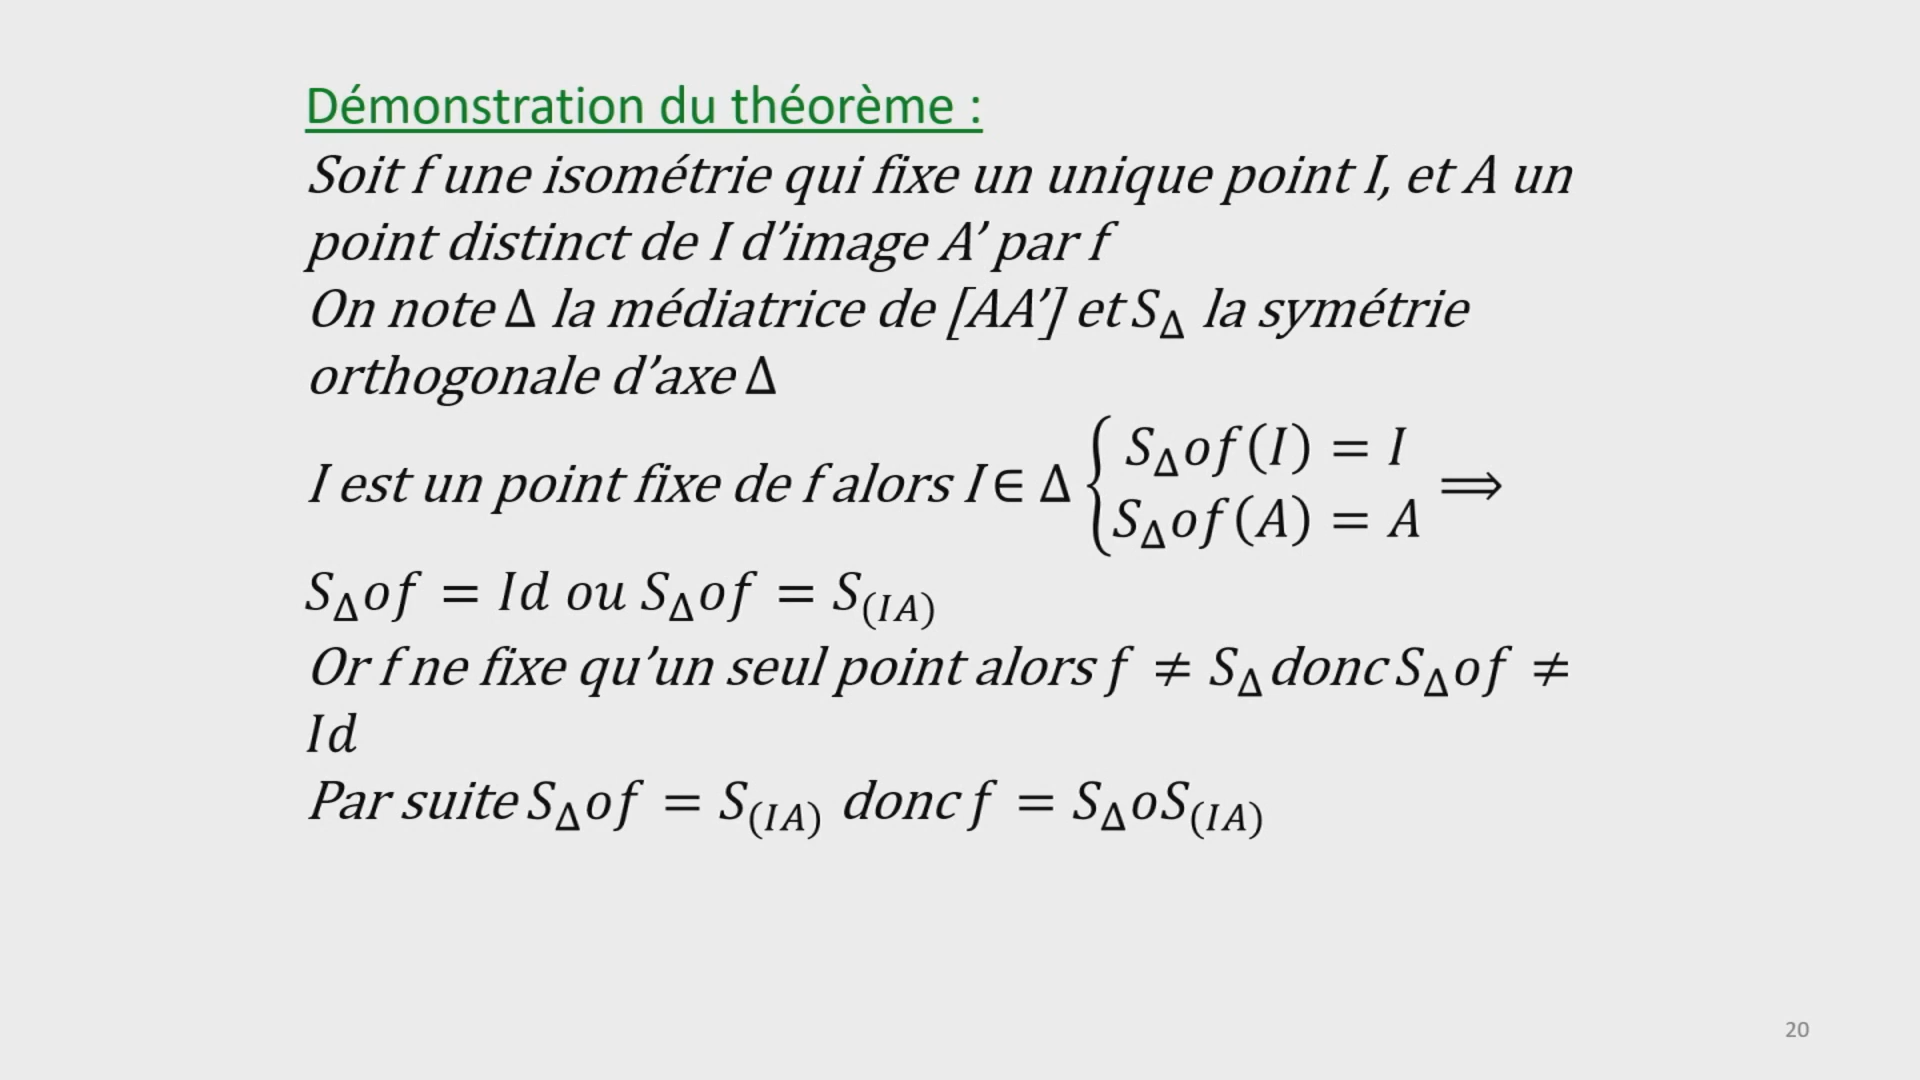 Démonstration du théorème :
Soit f une isométrie qui fixe un unique point I, et A un
point distinct de I d’image A’ par f
On note Δ la médiatrice de [AA’] et S_Δ la symétrie
orthogonale d’axe Δ
I est un point fixe de f alors I ∈ Δ { S_Δof(I) = I
S_Δof(A) = A ⟹
S_Δof = Id ou S_Δof = S_(IA)
Or f ne fixe qu’un seul point alors f ≠ S_Δ donc S_Δof ≠
Id
Par suite S_Δof = S_(IA) donc f = S_ΔoS_(IA)
20